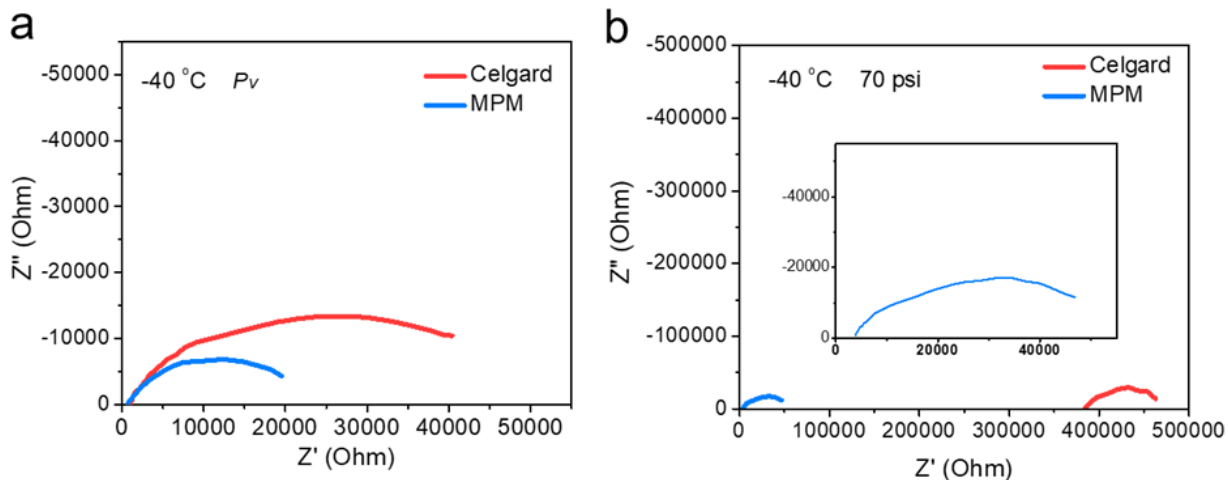 a
-40 °C Pv
Celgard
MPM
-50000
-40000
-30000
-20000
-10000
0
Z" (Ohm)
0 10000 20000 30000 40000 50000
Z' (Ohm)
b
-40 °C 70 psi
Celgard
MPM
-500000
-400000
-300000
-200000
-100000
0
Z" (Ohm)
-40000
-20000
0
20000 40000
0 100000 200000 300000 400000 500000
Z' (Ohm)